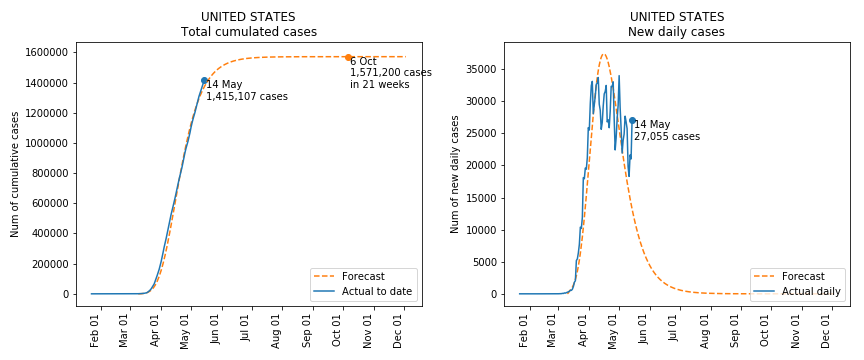 UNITED STATES
Total cumulated cases
Num of cumulative cases
1600000
1400000
1200000
1000000
800000
600000
400000
200000
0
6 Oct
1,571,200 cases
in 21 weeks
14 May
1,415,107 cases
Forecast
Actual to date
Feb 01
Mar 01
Apr 01
May 01
Jun 01
Jul 01
Aug 01
Sep 01
Oct 01
Nov 01
Dec 01
UNITED STATES
New daily cases
Num of new daily cases
35000
30000
25000
20000
15000
10000
5000
0
14 May
27,055 cases
Forecast
Actual daily
Feb 01
Mar 01
Apr 01
May 01
Jun 01
Jul 01
Aug 01
Sep 01
Oct 01
Nov 01
Dec 01